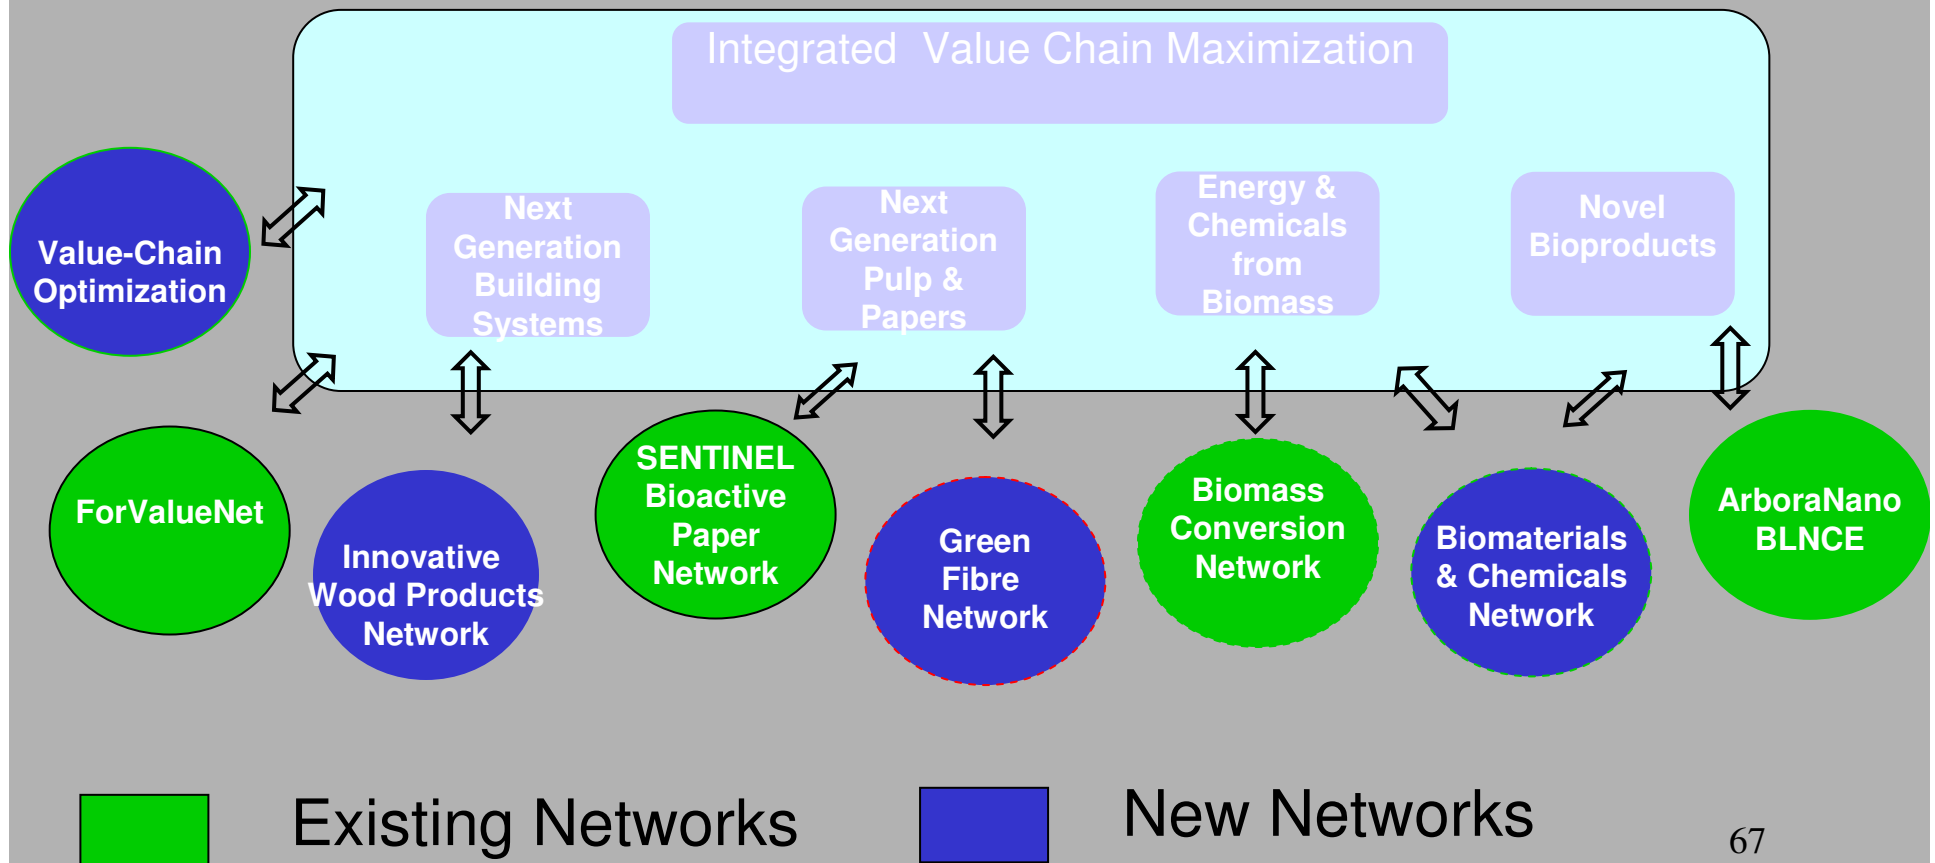 Integrated Value Chain Maximization
Value-Chain
Optimization
Next
Generation
Building
Systems
Next
Generation
Pulp &
Papers
Energy &
Chemicals
from
Biomass
Novel
Bioproducts
ForValueNet
Innovative
Wood Products
Network
SENTINEL
Bioactive
Paper
Network
Green
Fibre
Network
Biomass
Conversion
Network
Biomaterials
& Chemicals
Network
ArboraNano
BLNCE
Existing Networks
New Networks
67